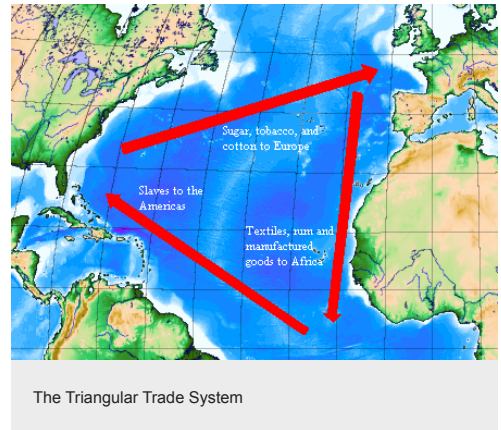 Sugar, tobacco, and
cotton to Europe
Slaves to the
Americas
Textiles, rum and
manufactured
goods to Africa
The Triangular Trade System